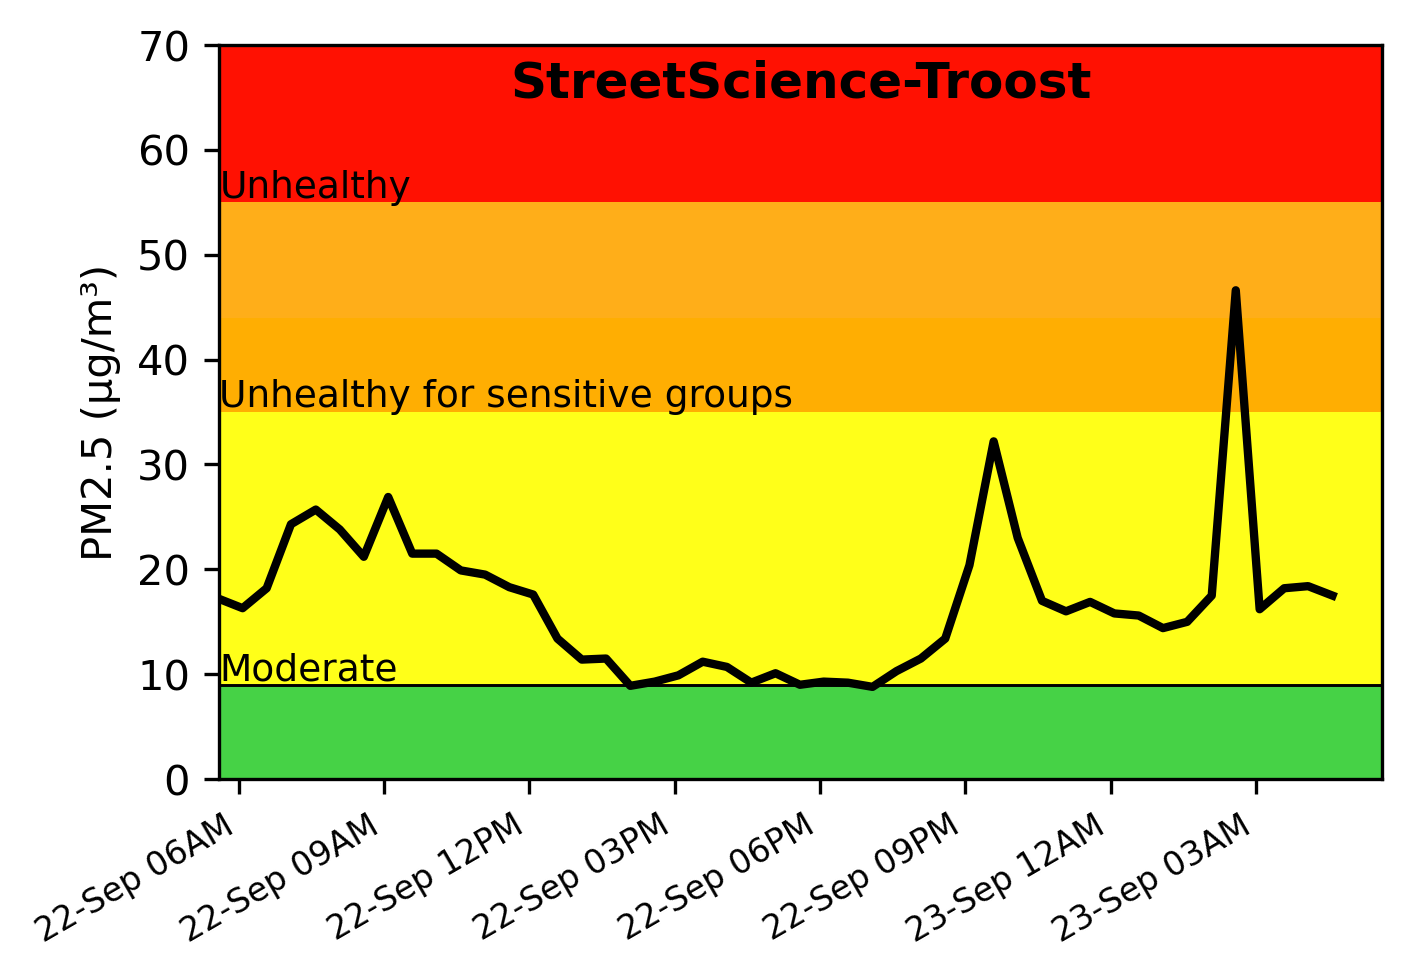 StreetScience-Troost
PM2.5 (µg/m³)
70
60
50
40
30
20
10
0
Unhealthy
Unhealthy for sensitive groups
Moderate
22-Sep 06AM
22-Sep 09AM
22-Sep 12PM
22-Sep 03PM
22-Sep 06PM
22-Sep 09PM
23-Sep 12AM
23-Sep 03AM